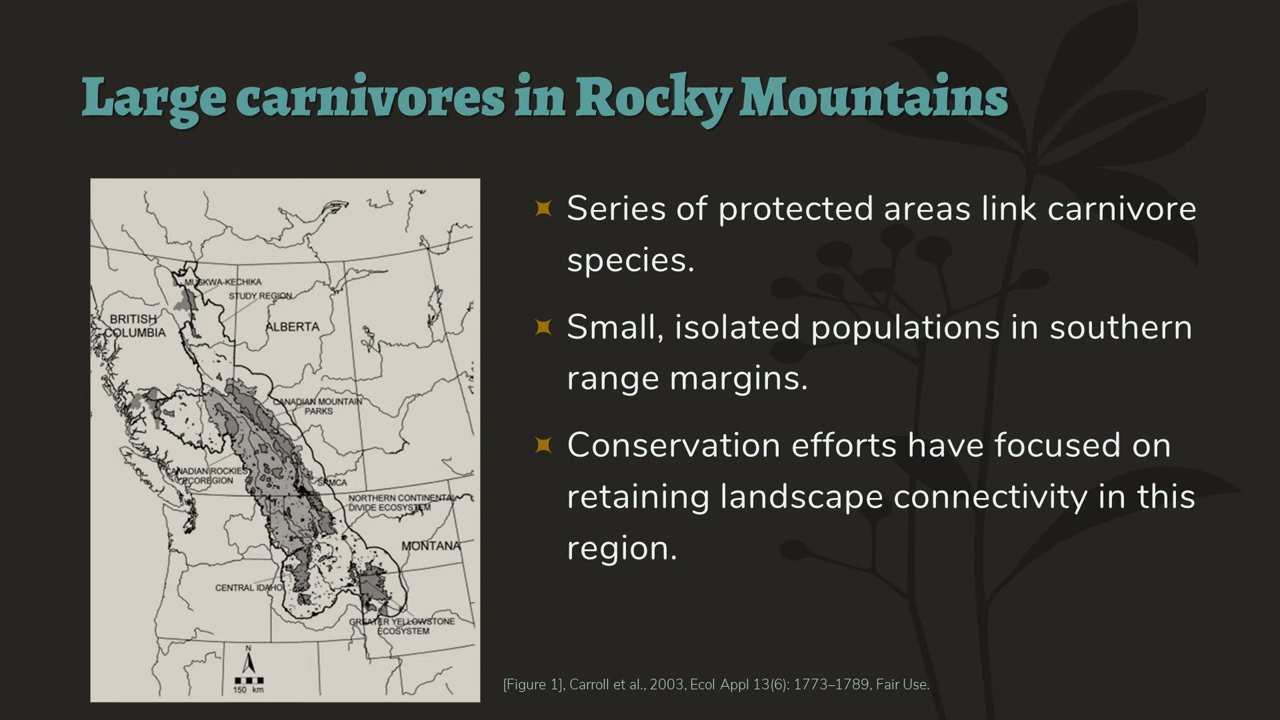 Large carnivores in Rocky Mountains
MUSKWA-KECHIKA
STUDY REGION
BRITISH
COLUMBIA
ALBERTA
CANADIAN MOUNTAIN
PARKS
CANADIAN ROCKIES
ECOREGION
SRMCA
NORTHERN CONTINENTAL
DIVIDE ECOSYSTEM
MONTANA
CENTRAL IDAHO
GREATER YELLOWSTONE
ECOSYSTEM
N
150 km
Series of protected areas link carnivore
species.
Small, isolated populations in southern
range margins.
Conservation efforts have focused on
retaining landscape connectivity in this
region.
[Figure 1], Carroll et al., 2003, Ecol Appl 13(6): 1773–1789, Fair Use.